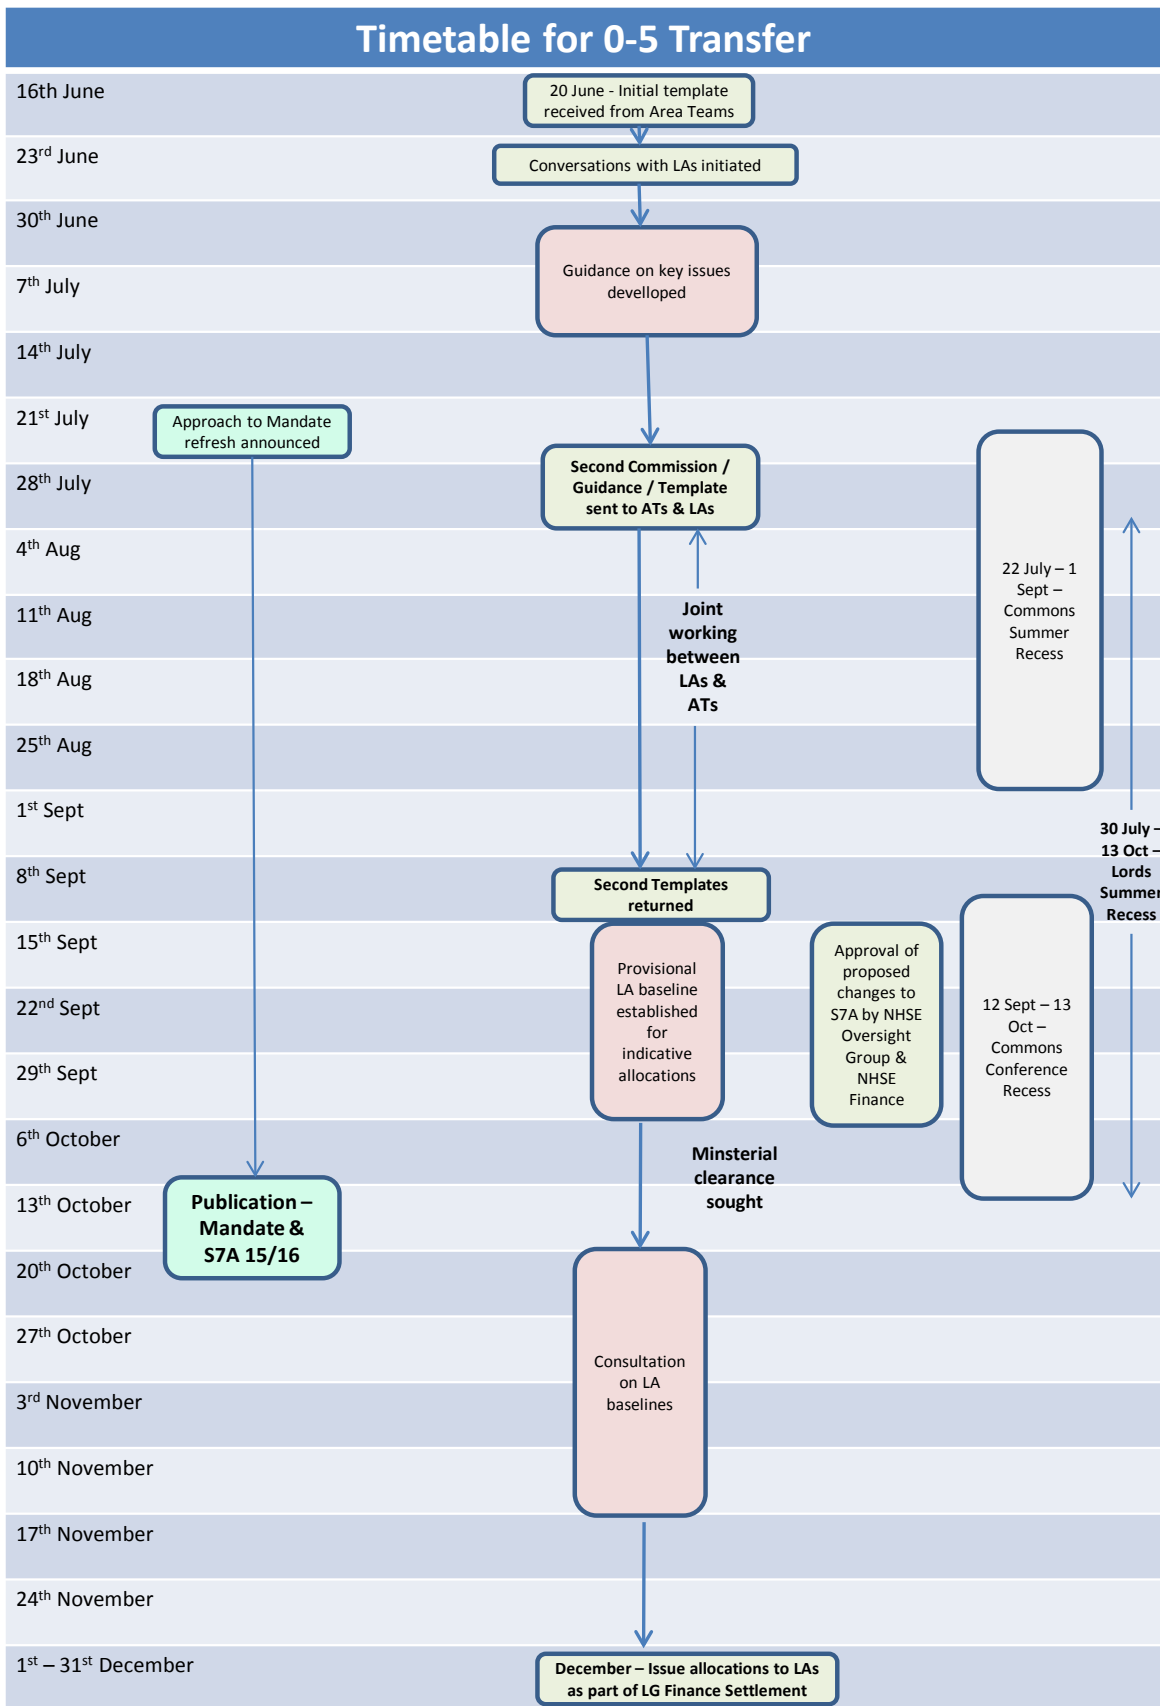 Timetable for 0-5 Transfer
16th June
20 June - Initial template
received from Area Teams
23rd June
Conversations with LAs initiated
30th June
Guidance on key issues
develloped
7th July
14th July
21st July
Approach to Mandate
refresh announced
28th July
Second Commission /
Guidance / Template
sent to ATs & LAs
4th Aug
11th Aug
18th Aug
25th Aug
Joint
working
between
LAs &
ATs
22 July – 1
Sept –
Commons
Summer
Recess
1st Sept
30 July –
13 Oct –
Lords
Summer
Recess
8th Sept
Second Templates
returned
15th Sept
22nd Sept
29th Sept
Provisional
LA baseline
established
for
indicative
allocations
Approval of
proposed
changes to
S7A by NHSE
Oversight
Group &
NHSE
Finance
12 Sept – 13
Oct –
Commons
Conference
Recess
6th October
Minsterial
clearance
sought
13th October
Publication –
Mandate &
S7A 15/16
20th October
27th October
3rd November
Consultation
on LA
baselines
10th November
17th November
24th November
1st – 31st December
December – Issue allocations to LAs
as part of LG Finance Settlement